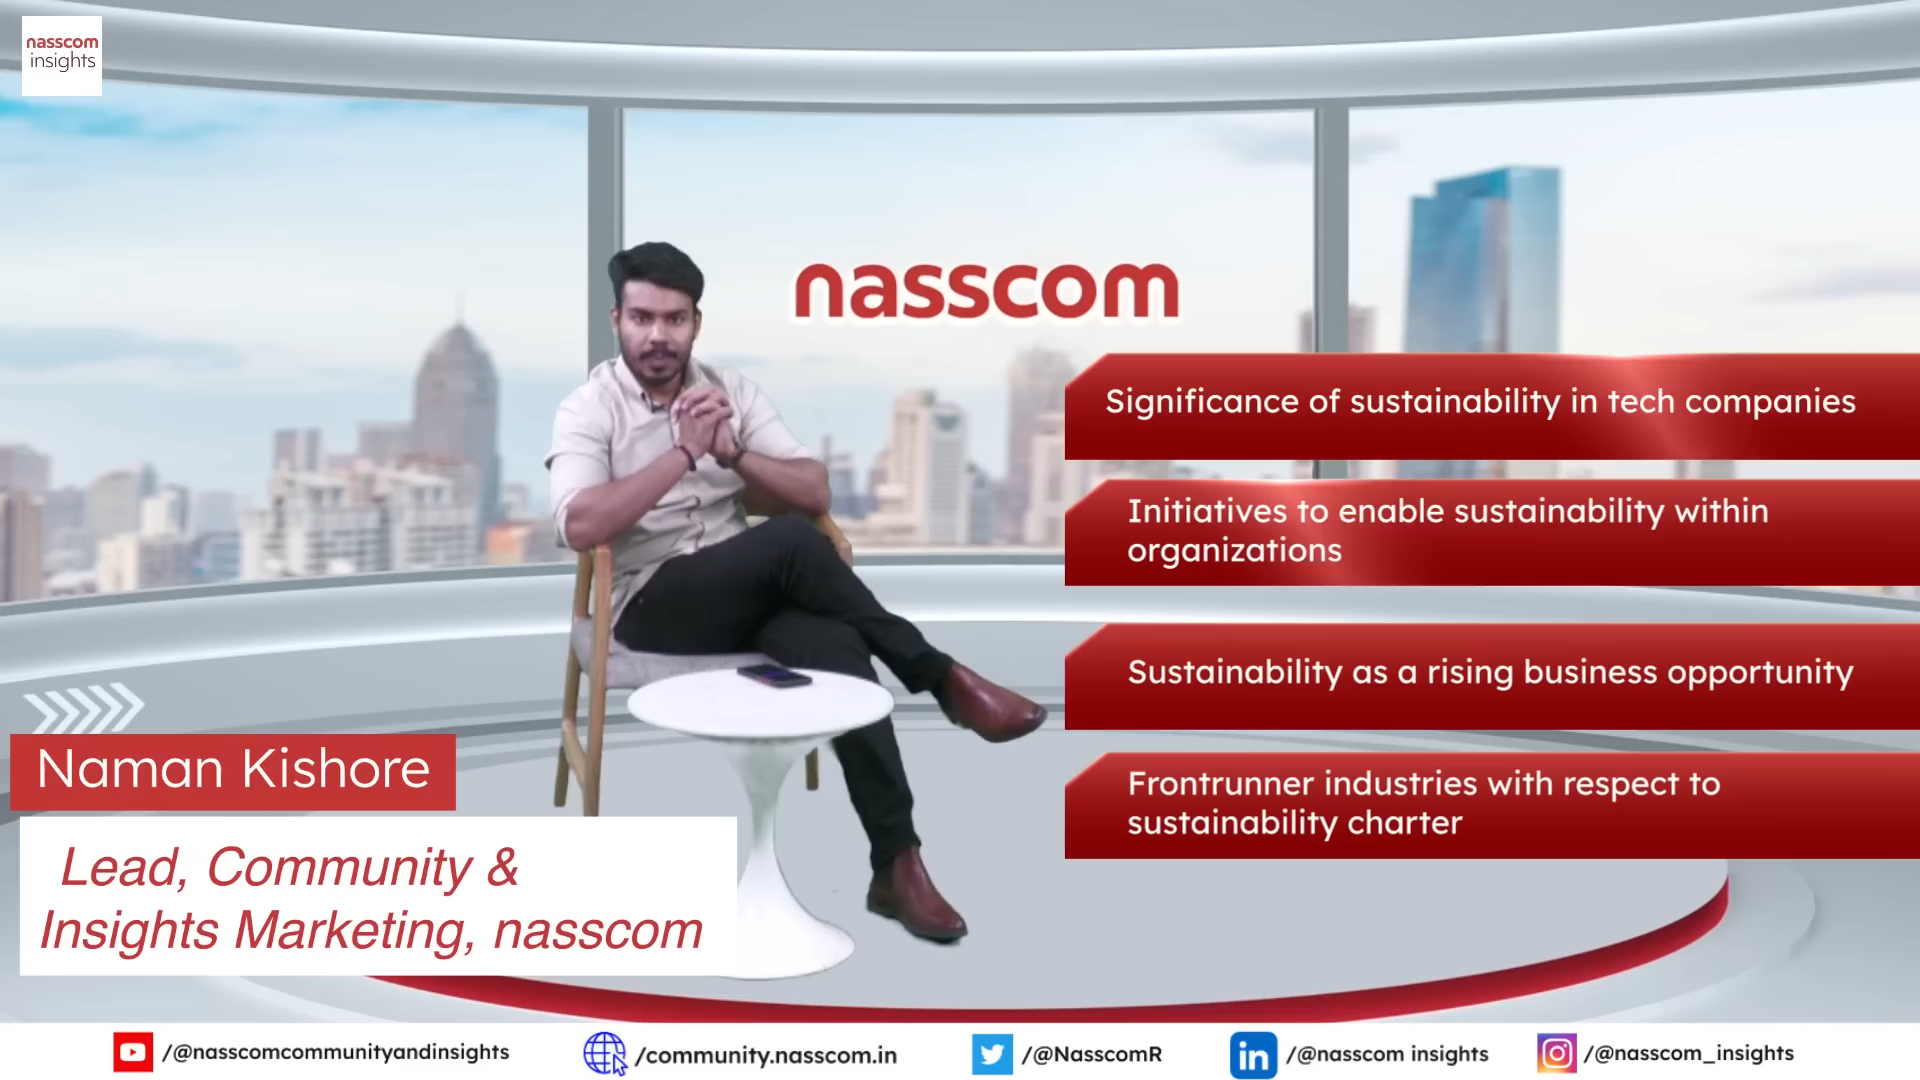 nasscom
insights
nasscom
Significance of sustainability in tech companies
Initiatives to enable sustainability within
organizations
Sustainability as a rising business opportunity
Frontrunner industries with respect to
sustainability charter
Naman Kishore
Lead, Community &
Insights Marketing, nasscom
/@nasscomcommunityandinsights
/community.nasscom.in
/@NasscomR
/@nasscom insights
/@nasscom_insights